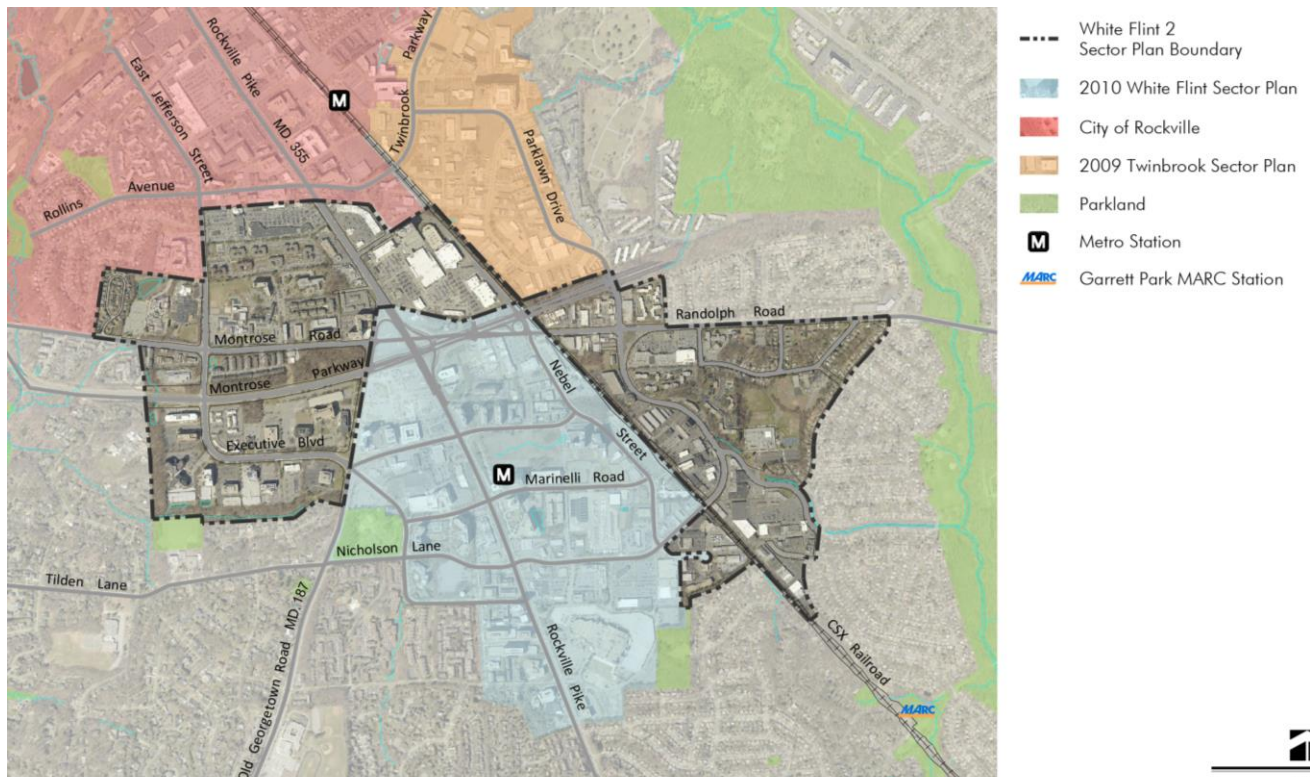 Rockville Pike MD. 355
East Jefferson Street
Twinbrook Parkway
Parklawn Drive
M
Rollins Avenue
Randolph Road
Montrose Road
Montrose Parkway
Nebel Street
Executive Blvd
M
Marinelli Road
Nicholson Lane
Tilden Lane
Old Georgetown Road MD. 187
Rockville Pike
CSX Railroad
MARC
White Flint 2
Sector Plan Boundary
2010 White Flint Sector Plan
City of Rockville
2009 Twinbrook Sector Plan
Parkland
M
Metro Station
MARC
Garrett Park MARC Station